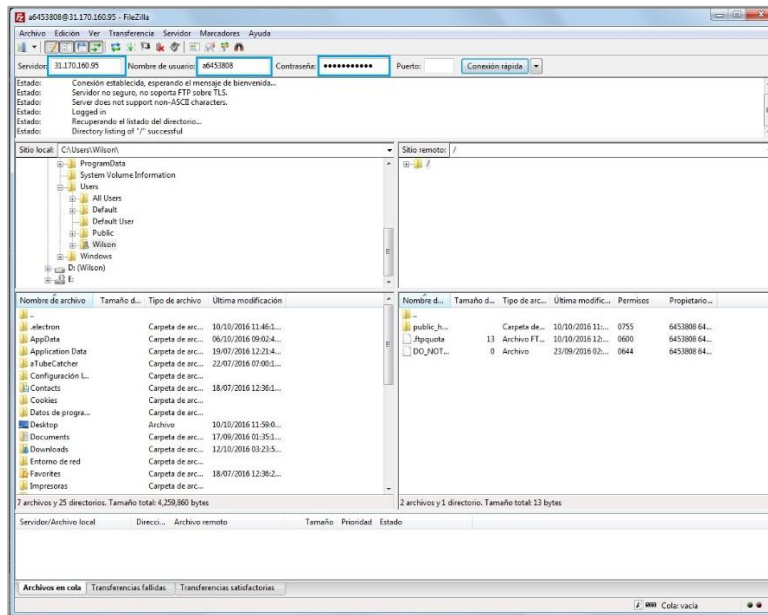 a6453808@31.170.160.95 - FileZilla
Archivo Edición Ver Transferencia Servidor Marcadores Ayuda
Servidor: 31.170.160.95 Nombre de usuario: a6453808 Contraseña: ●●●●●●●●●●● Puerto: Conexión rápida
Estado: Conexión establecida, esperando el mensaje de bienvenida...
Estado: Servidor no seguro, no soporta FTP sobre TLS.
Estado: Server does not support non-ASCII characters.
Estado: Logged in
Estado: Recuperando el listado del directorio...
Estado: Directory listing of "/" successful
Sitio local: C:\Users\Wilson\
ProgramData
System Volume Information
Users
All Users
Default
Default User
Public
Wilson
Windows
D: (Wilson)
E:
Sitio remoto: /
/
Nombre de archivo Tamaño d... Tipo de archivo Última modificación
..
.electron Carpeta de arc... 10/10/2016 11:46:1...
AppData Carpeta de arc... 06/10/2016 09:02:4...
Application Data Carpeta de arc... 19/07/2016 12:21:4...
aTubeCatcher Carpeta de arc... 22/07/2016 07:00:1...
Configuración l... Carpeta de arc...
Contacts Carpeta de arc... 18/07/2016 12:36:1...
Cookies Carpeta de arc...
Datos de progra... Carpeta de arc...
Desktop Archivo 10/10/2016 11:59:0...
Documents Carpeta de arc... 17/09/2016 01:35:1...
Downloads Carpeta de arc... 12/10/2016 03:23:5...
Entorno de red Carpeta de arc...
Favorites Carpeta de arc... 18/07/2016 12:36:2...
Impresoras Carpeta de arc...
7 archivos y 25 directorios. Tamaño total: 4,259,860 bytes
Nombre d... Tamaño d... Tipo de arc... Última modific... Permisos Propietario...
..
public_h... Carpeta de... 10/10/2016 11:... 0755 6453808 64...
.ftpquota 13 Archivo FT... 10/10/2016 12:... 0600 6453808 64...
DO_NOT... 0 Archivo 23/09/2016 02:... 0644 6453808 64...
2 archivos y 1 directorio. Tamaño total: 13 bytes
Servidor/Archivo local Direcci... Archivo remoto Tamaño Prioridad Estado
Archivos en cola Transferencias fallidas Transferencias satisfactorias
Cola: vacía